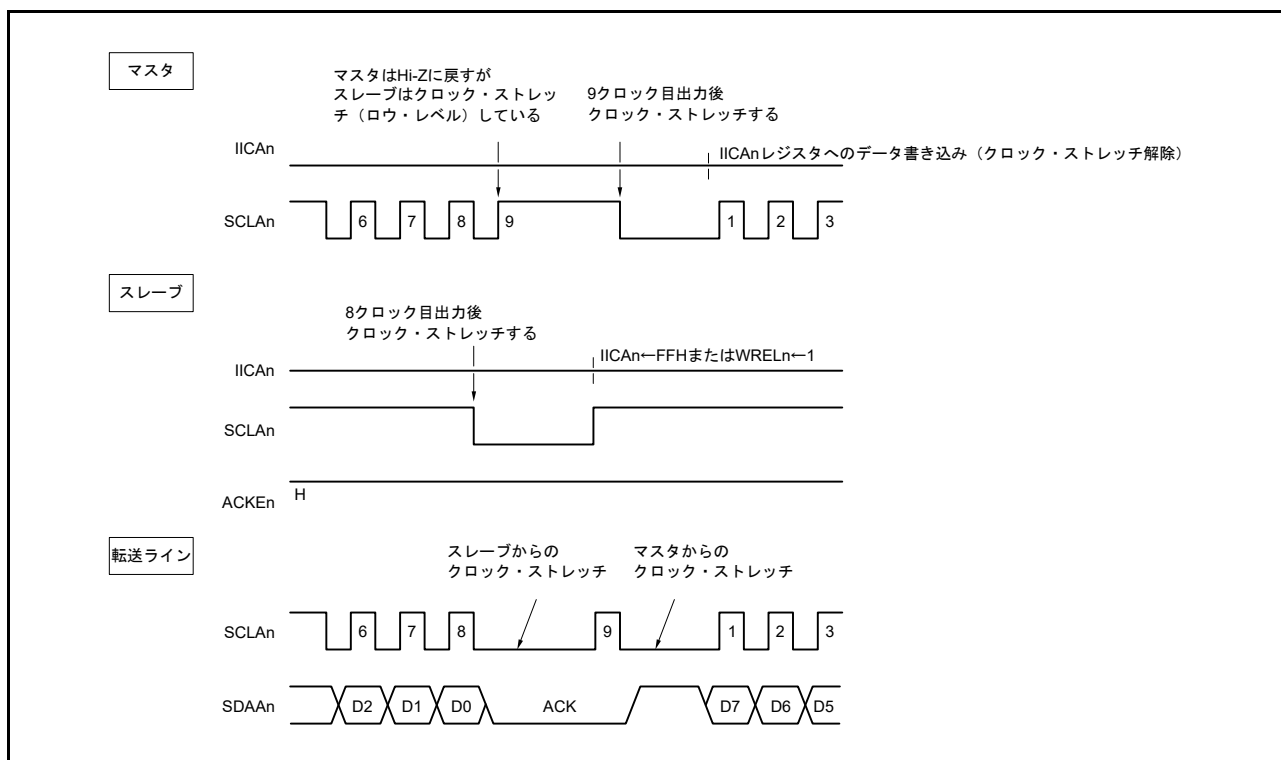 マスタ
マスタはHi-Zに戻すが
スレーブはクロック・ストレッ
チ（ロウ・レベル）している
9クロック目出力後
クロック・ストレッチする
IICAn
IICAnレジスタへのデータ書き込み（クロック・ストレッチ解除）
SCLAn
6 7 8 9 1 2 3
スレーブ
8クロック目出力後
クロック・ストレッチする
IICAn
IICAn←FFHまたはWRELn←1
SCLAn
ACKEn
H
転送ライン
スレーブからの
クロック・ストレッチ
マスタからの
クロック・ストレッチ
SCLAn
6 7 8 9 1 2 3
SDAAn
D2 D1 D0 ACK D7 D6 D5